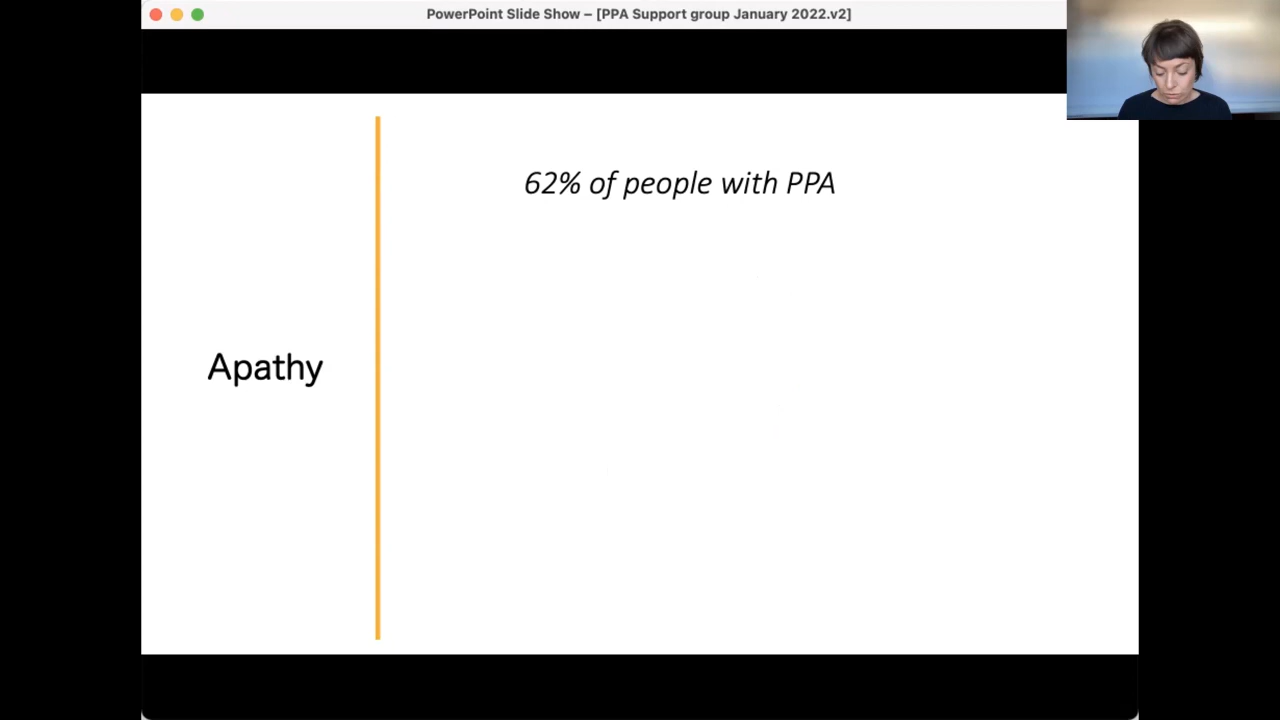 PowerPoint Slide Show – [PPA Support group January 2022.v2]
62% of people with PPA
Apathy